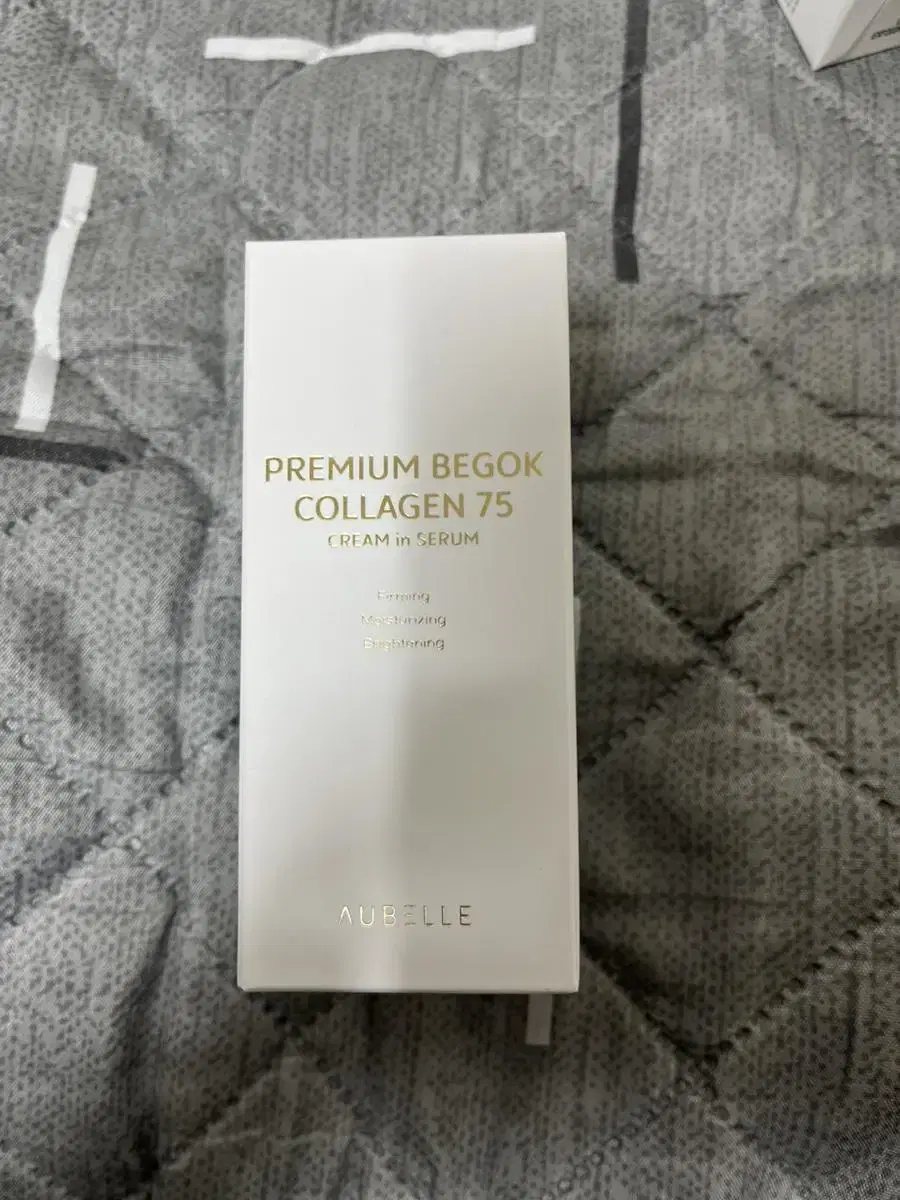 PREMIUM BEGOK
COLLAGEN 75
CREAM in SERUM
Firming
Moisturizing
Brightening
AUBELLE